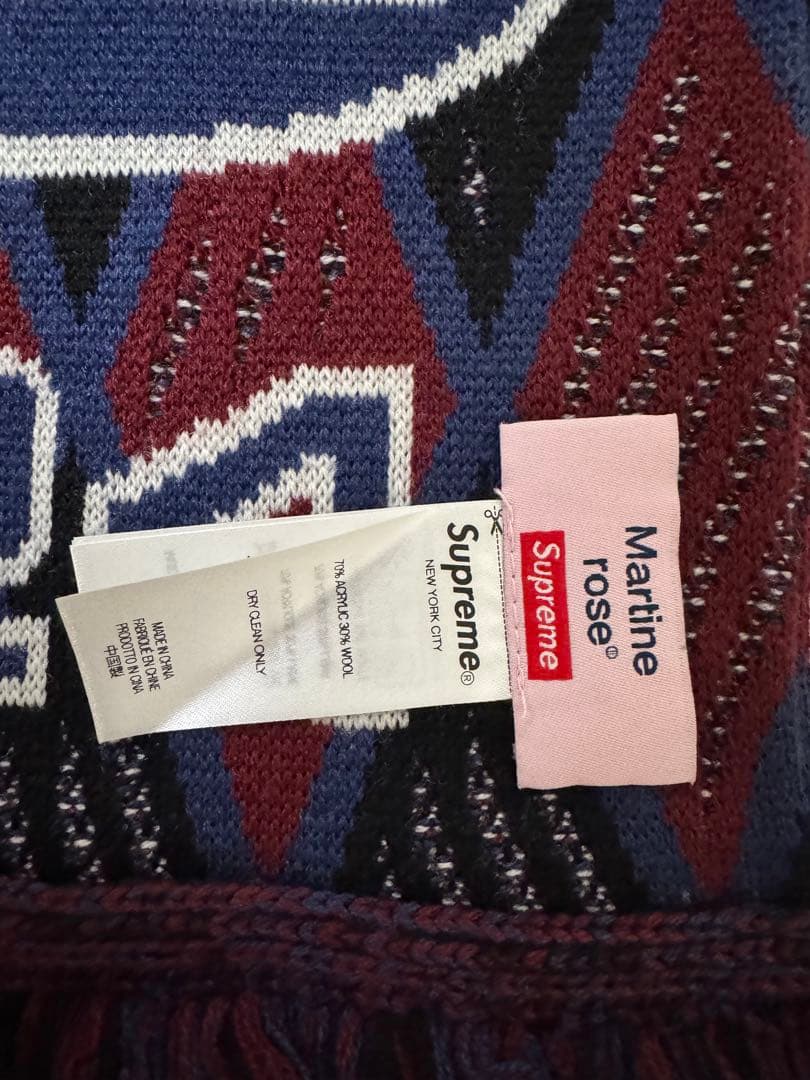 Martine
rose®
Supreme
Supreme®
NEW YORK CITY
70% ACRYLIC 30% WOOL
DRY CLEAN ONLY
MADE IN CHINA
FABRIQUÉ EN CHINE
PRODOTTO IN CINA
中国製